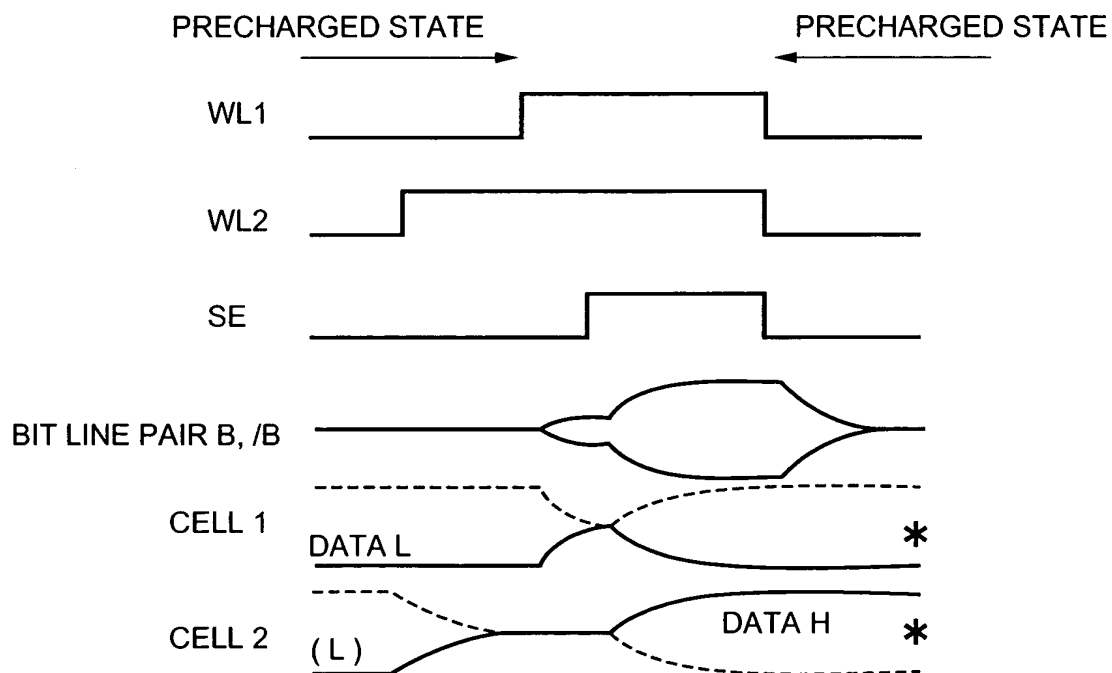 PRECHARGED STATE PRECHARGED STATE
WL1
WL2
SE
BIT LINE PAIR B, /B
CELL 1
DATA L
*
CELL 2
(L)
DATA H
*